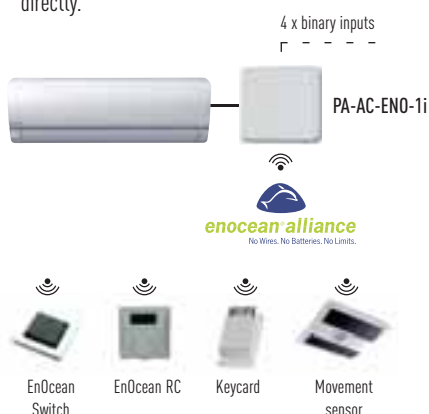 directly.
4 x binary inputs
PA-AC-ENO-1i
enocean alliance
No Wires. No Batteries. No Limits.
EnOcean
Switch
EnOcean RC
Keycard
Movement
sensor